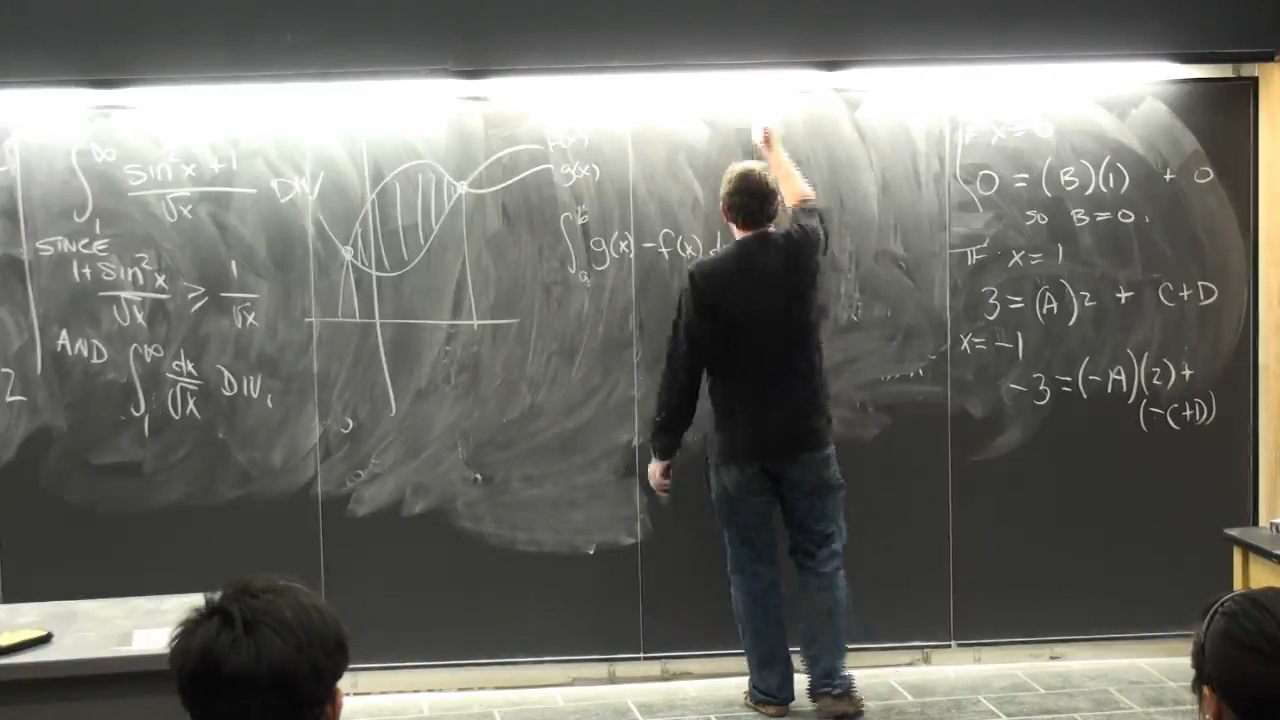 ∫₁^∞ (sin²x + 1)/√x DIV
SINCE
(1 + sin²x)/√x ≥ 1/√x
AND ∫₁^∞ dx/√x DIV.
2
g(x)
∫ g(x) - f(x) d
IF x = 0
0 = (B)(1) + 0
so B = 0.
IF x = 1
3 = (A)2 + C+D
x = -1
-3 = (-A)(2) +
(-C+D)